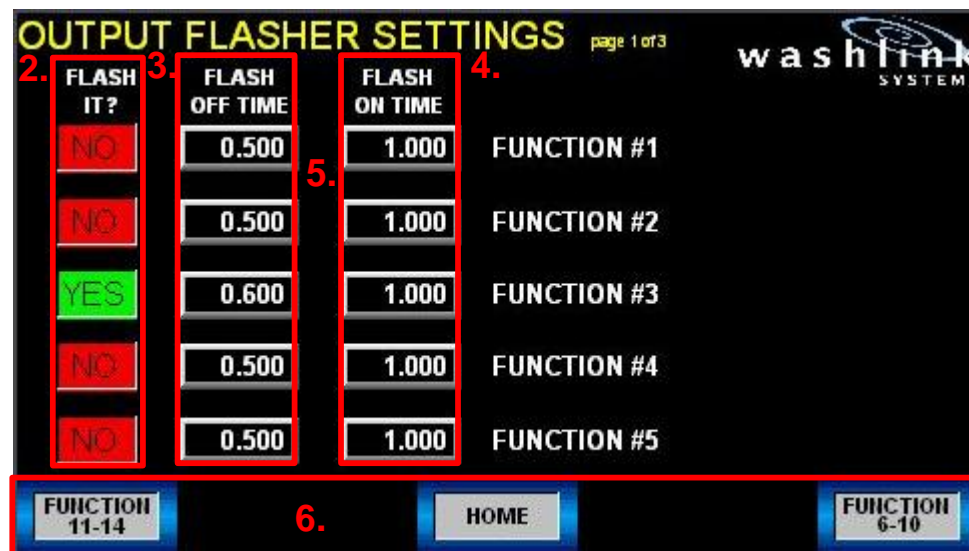 OUTPUT FLASHER SETTINGS page 1 of 3
washlink
SYSTEM
2. FLASH IT? 3. FLASH OFF TIME FLASH ON TIME 4.
NO 0.500 1.000 FUNCTION #1
5.
NO 0.500 1.000 FUNCTION #2
YES 0.600 1.000 FUNCTION #3
NO 0.500 1.000 FUNCTION #4
NO 0.500 1.000 FUNCTION #5
FUNCTION 11-14 6. HOME FUNCTION 6-10